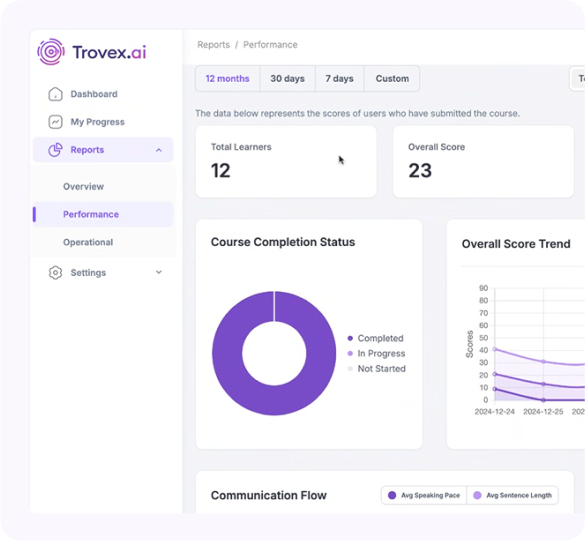 Trovex.ai
Dashboard
My Progress
Reports
Overview
Performance
Operational
Settings
Reports / Performance
12 months 30 days 7 days Custom
The data below represents the scores of users who have submitted the course.
Total Learners
12
Overall Score
23
Course Completion Status
Completed
In Progress
Not Started
Overall Score Trend
Scores
90
80
70
60
50
40
30
20
10
0
2024-12-24 2024-12-25
Communication Flow
Avg Speaking Pace Avg Sentence Length